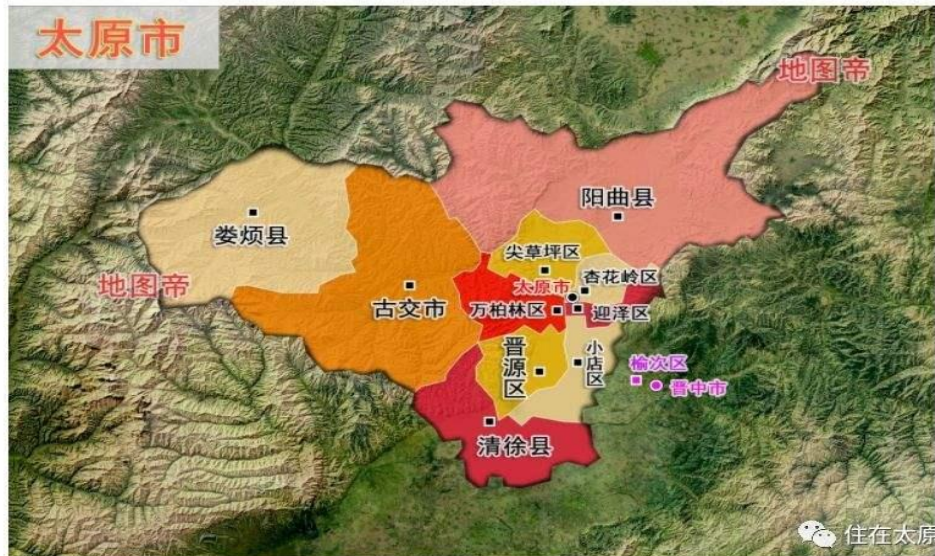 太原市
地图帝
阳曲县
娄烦县
尖草坪区
杏花岭区
地图帝
太原市
古交市
万柏林区
迎泽区
晋源区
小店区
榆次区
晋中市
清徐县
住在太原